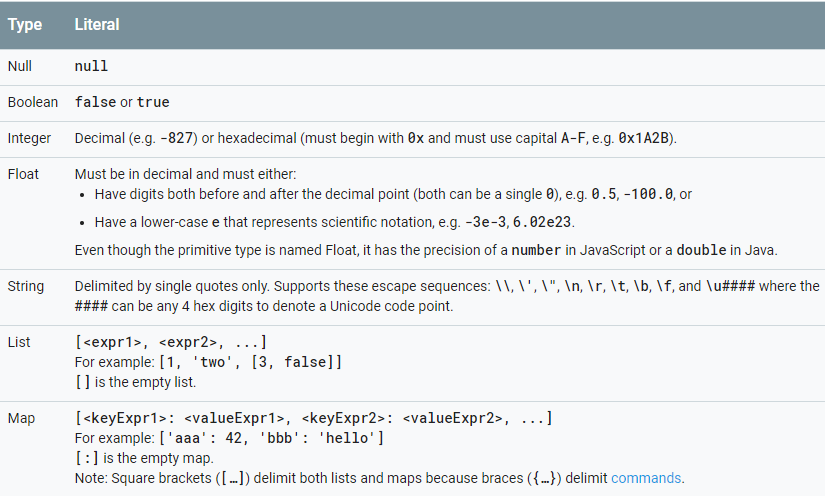 Type Literal
Null null
Boolean false or true
Integer Decimal (e.g. -827) or hexadecimal (must begin with 0x and must use capital A-F, e.g. 0x1A2B).
Float Must be in decimal and must either:
• Have digits both before and after the decimal point (both can be a single 0), e.g. 0.5, -100.0, or
• Have a lower-case e that represents scientific notation, e.g. -3e-3, 6.02e23.
Even though the primitive type is named Float, it has the precision of a number in JavaScript or a double in Java.
String Delimited by single quotes only. Supports these escape sequences: \\, \', \", \n, \r, \t, \b, \f, and \u#### where the
#### can be any 4 hex digits to denote a Unicode code point.
List [<expr1>, <expr2>, ...]
For example: [1, 'two', [3, false]]
[] is the empty list.
Map [<keyExpr1>: <valueExpr1>, <keyExpr2>: <valueExpr2>, ...]
For example: ['aaa': 42, 'bbb': 'hello']
[:] is the empty map.
Note: Square brackets ([…]) delimit both lists and maps because braces ({…}) delimit commands.